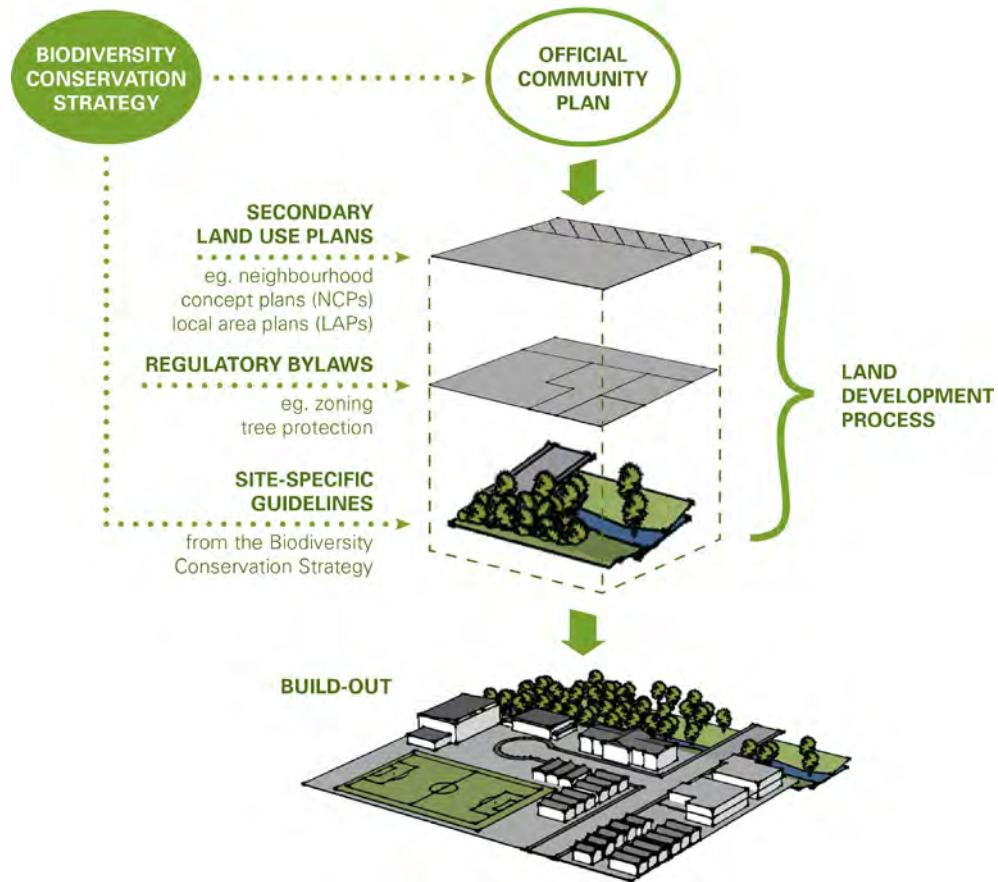 BIODIVERSITY
CONSERVATION
STRATEGY
OFFICIAL
COMMUNITY
PLAN
SECONDARY
LAND USE PLANS
eg. neighbourhood
concept plans (NCPs)
local area plans (LAPs)
REGULATORY BYLAWS
eg. zoning
tree protection
SITE-SPECIFIC
GUIDELINES
from the Biodiversity
Conservation Strategy
LAND
DEVELOPMENT
PROCESS
BUILD-OUT